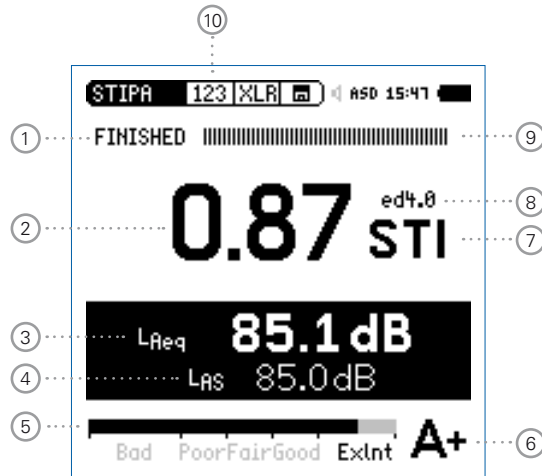 10
STIPA 123 XLR ASD 15:47
1 FINISHED 9
ed4.0 8
2 0.87 STI 7
3 LAeq 85.1 dB
4 LAS 85.0 dB
5
Bad Poor Fair Good Exlnt A+ 6